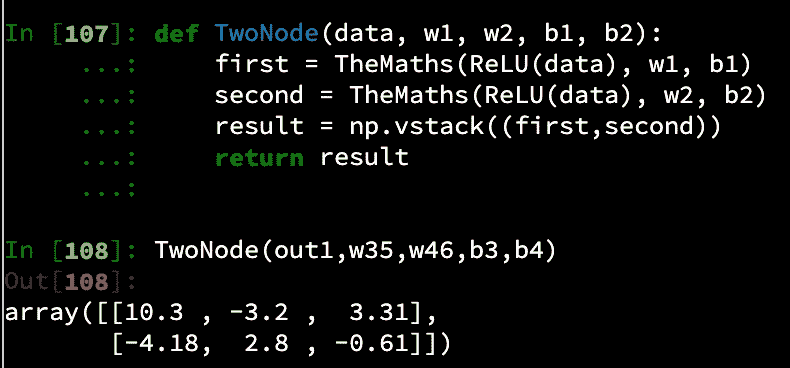 In [107]: def TwoNode(data, w1, w2, b1, b2):
     ...:     first = TheMaths(ReLU(data), w1, b1)
     ...:     second = TheMaths(ReLU(data), w2, b2)
     ...:     result = np.vstack((first,second))
     ...:     return result
     ...:
In [108]: TwoNode(out1,w35,w46,b3,b4)
Out[108]:
array([[10.3 , -3.2 ,  3.31],
       [-4.18,  2.8 , -0.61]])